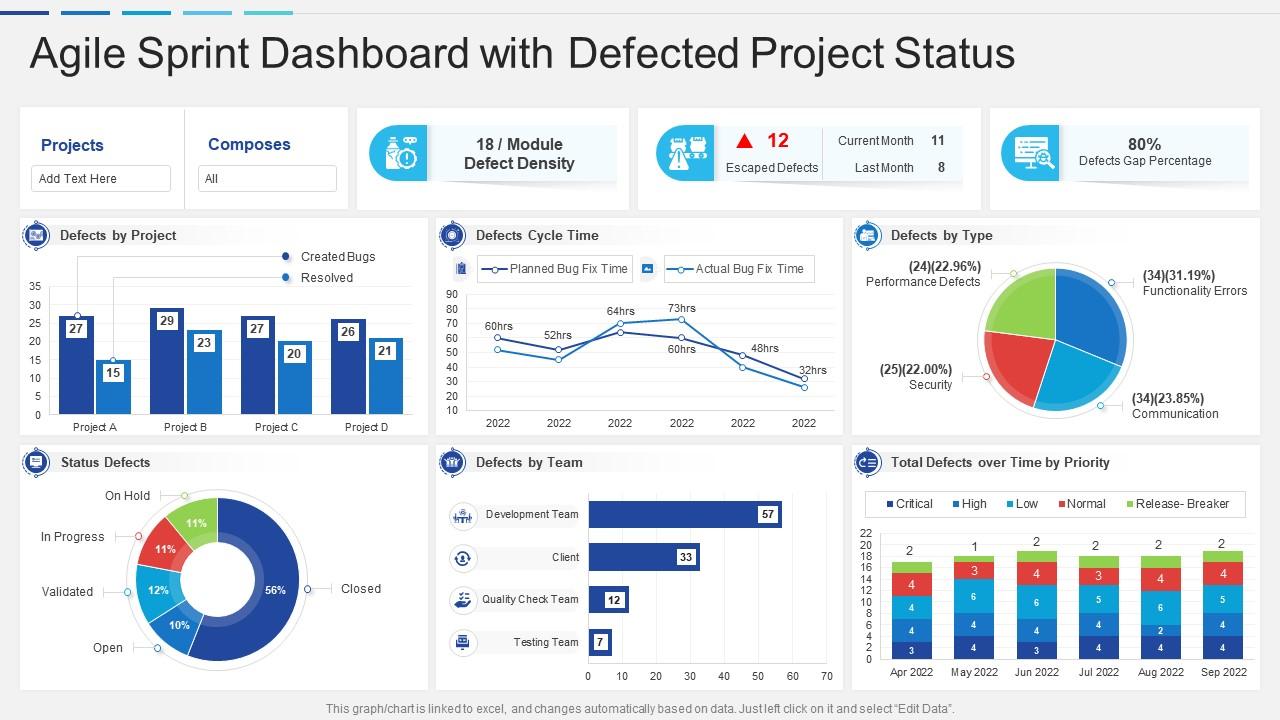 Agile Sprint Dashboard with Defected Project Status
Projects
Add Text Here
Composes
All
18 / Module
Defect Density
12
Escaped Defects
Current Month 11
Last Month 8
80%
Defects Gap Percentage
Defects by Project
Created Bugs
Resolved
35
30
25
20
15
10
5
0
27
15
29
23
27
20
26
21
Project A
Project B
Project C
Project D
Defects Cycle Time
Planned Bug Fix Time
Actual Bug Fix Time
90
80
70
60
50
40
30
20
10
60hrs
52hrs
64hrs
73hrs
60hrs
48hrs
32hrs
2022
2022
2022
2022
2022
2022
Defects by Type
(24)(22.96%)
Performance Defects
(34)(31.19%)
Functionality Errors
(25)(22.00%)
Security
(34)(23.85%)
Communication
Status Defects
On Hold
In Progress
Validated
Open
Closed
11%
11%
12%
10%
56%
Defects by Team
Development Team
57
Client
33
Quality Check Team
12
Testing Team
7
0
10
20
30
40
50
60
70
Total Defects over Time by Priority
Critical
High
Low
Normal
Release- Breaker
22
20
18
16
14
12
10
8
6
4
2
0
2
4
4
4
3
1
3
6
4
4
2
4
6
4
3
2
3
5
4
4
2
4
6
2
4
2
4
5
4
4
Apr 2022
May 2022
Jun 2022
Jul 2022
Aug 2022
Sep 2022
This graph/chart is linked to excel, and changes automatically based on data. Just left click on it and select “Edit Data”.